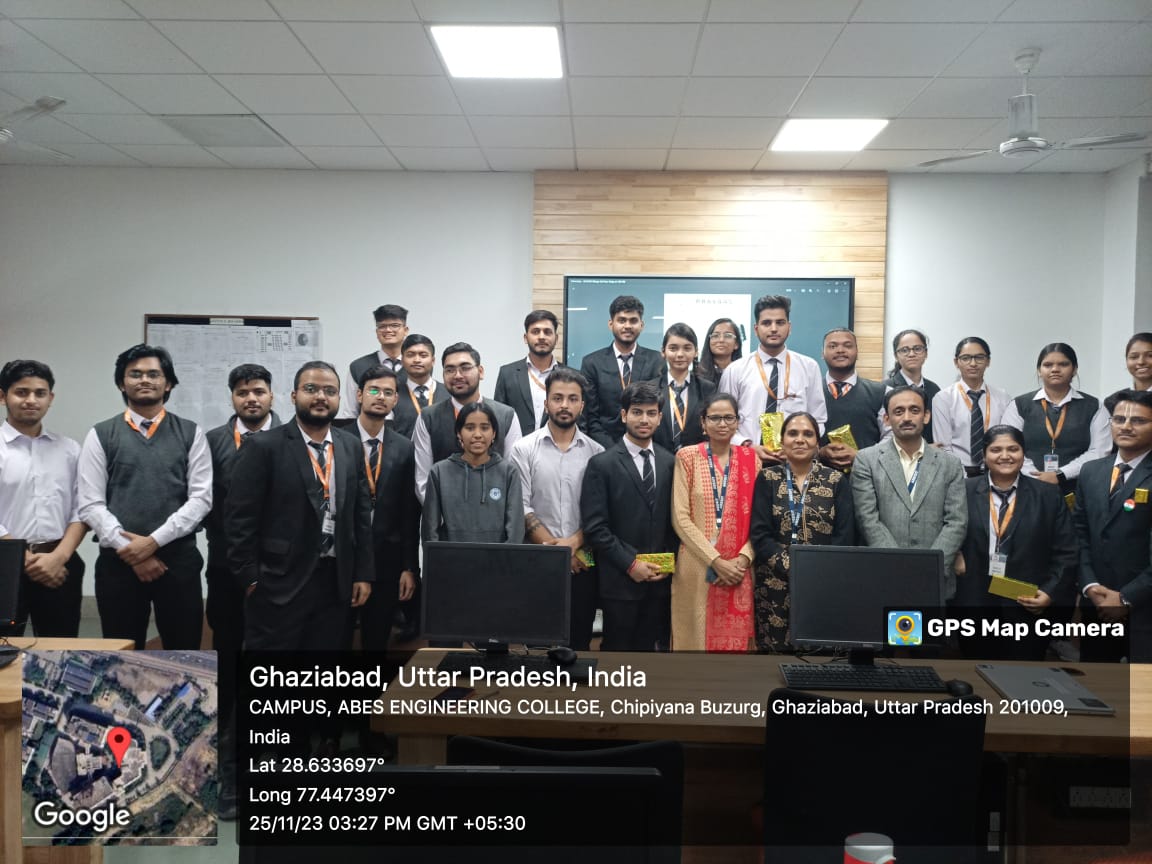 GPS Map Camera
Ghaziabad, Uttar Pradesh, India
CAMPUS, ABES ENGINEERING COLLEGE, Chipiyana Buzurg, Ghaziabad, Uttar Pradesh 201009,
India
Lat 28.633697°
Long 77.447397°
25/11/23 03:27 PM GMT +05:30
Google